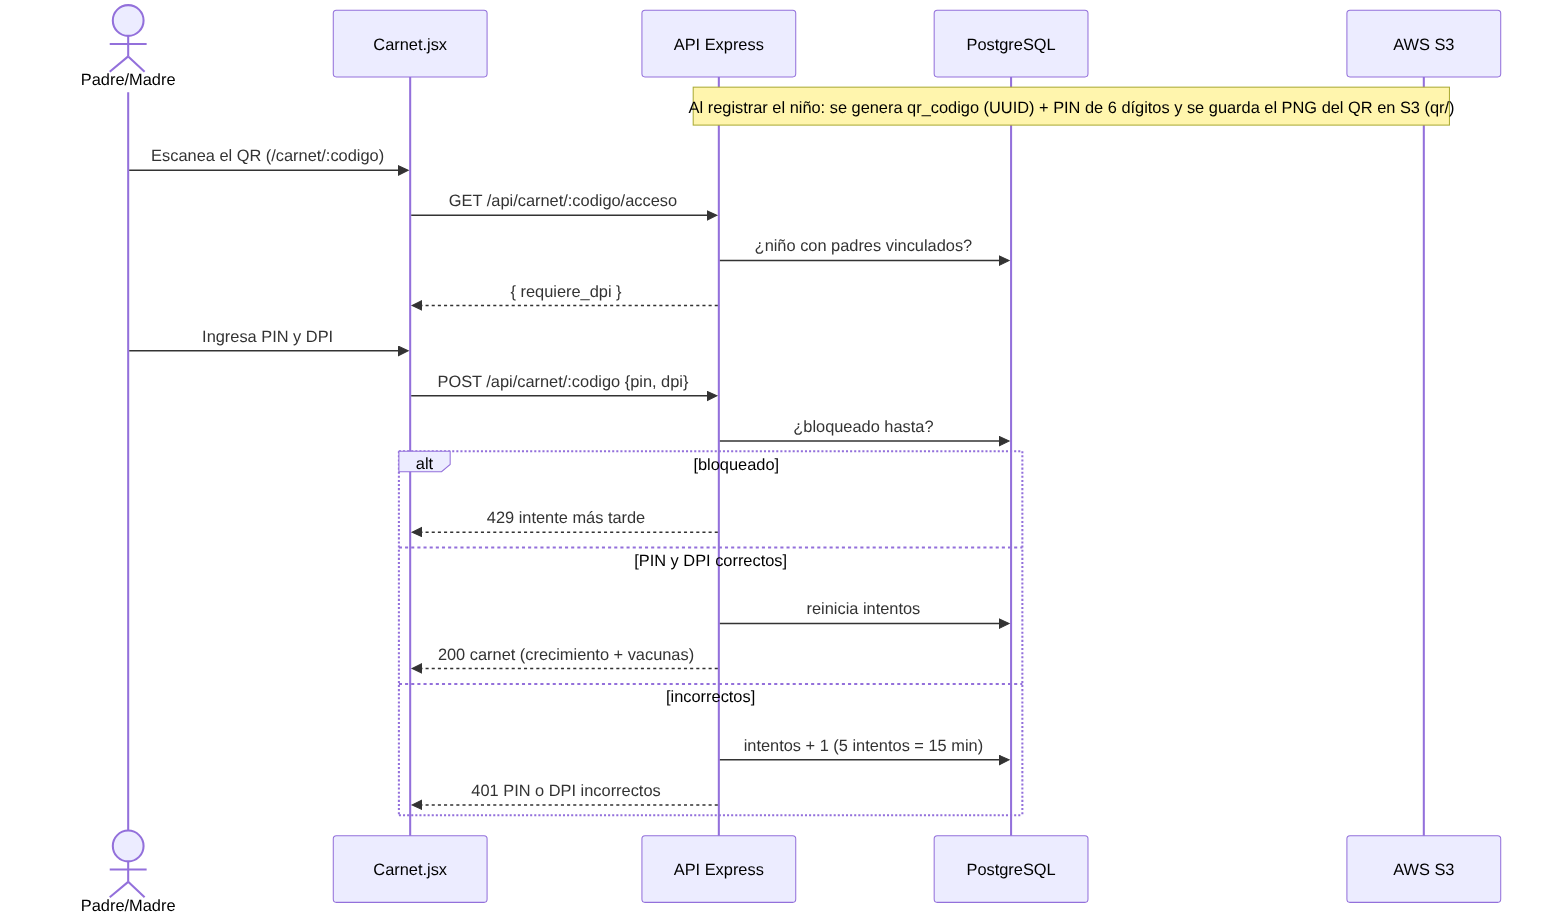 Padre/Madre
Carnet.jsx
API Express
PostgreSQL
AWS S3
Al registrar el niño: se genera qr_codigo (UUID) + PIN de 6 dígitos y se guarda el PNG del QR en S3 (qr/)
Escanea el QR (/carnet/:codigo)
GET /api/carnet/:codigo/acceso
¿niño con padres vinculados?
{ requiere_dpi }
Ingresa PIN y DPI
POST /api/carnet/:codigo {pin, dpi}
¿bloqueado hasta?
alt
[bloqueado]
429 intente más tarde
[PIN y DPI correctos]
reinicia intentos
200 carnet (crecimiento + vacunas)
[incorrectos]
intentos + 1 (5 intentos = 15 min)
401 PIN o DPI incorrectos
Padre/Madre
Carnet.jsx
API Express
PostgreSQL
AWS S3